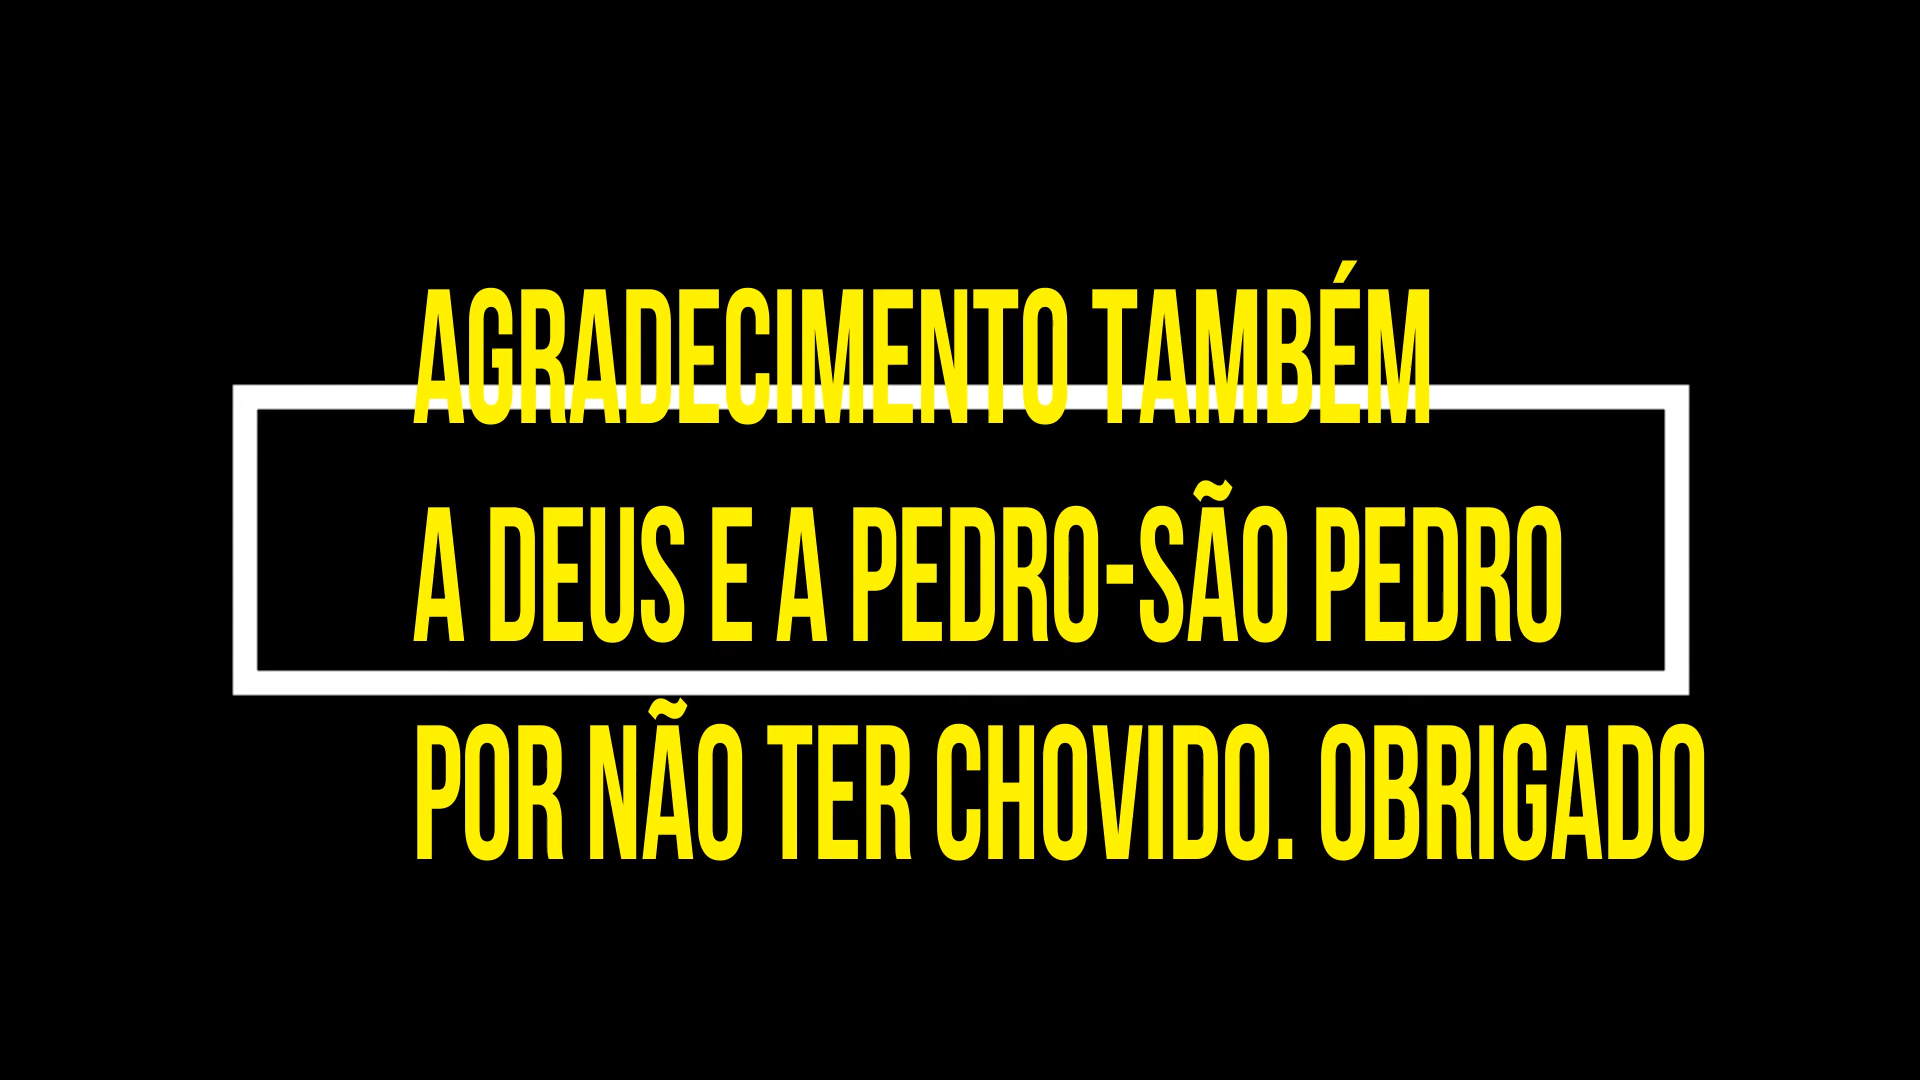 AGRADECIMENTO TAMBÉM
A DEUS E A PEDRO-SÃO PEDRO
POR NÃO TER CHOVIDO. OBRIGADO